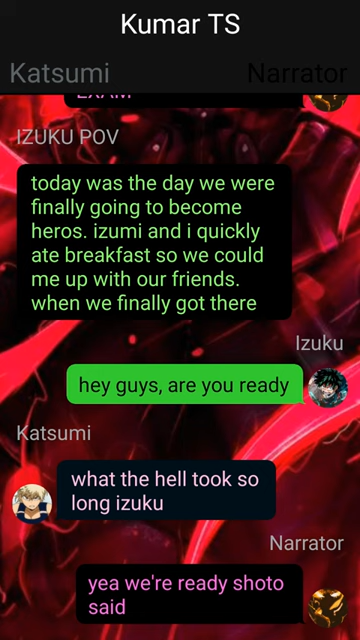 Kumar TS
Katsumi
Narrator
EXAM
IZUKU POV
today was the day we were
finally going to become
heros. izumi and i quickly
ate breakfast so we could
me up with our friends.
when we finally got there
Izuku
hey guys, are you ready
Katsumi
what the hell took so
long izuku
Narrator
yea we're ready shoto
said